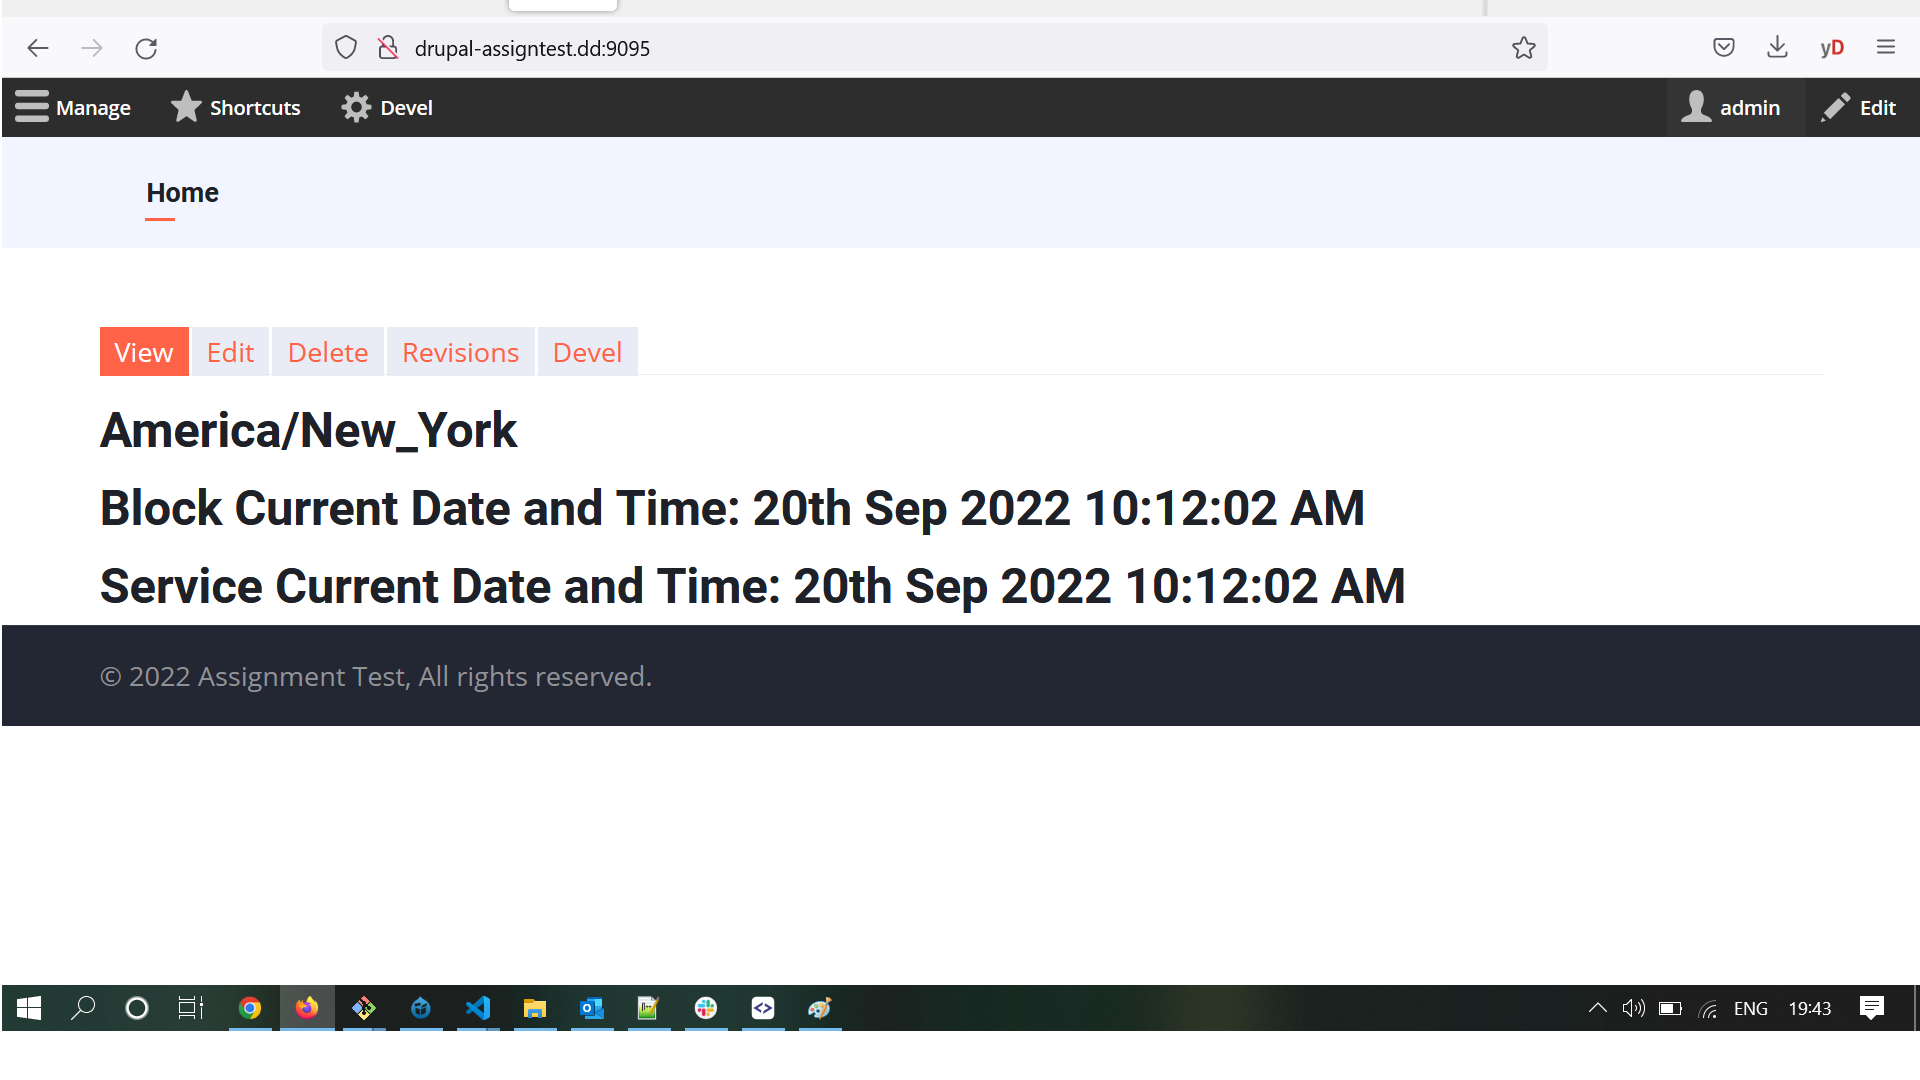 drupal-assigntest.dd:9095
yD
Manage Shortcuts Devel admin Edit
Home
View Edit Delete Revisions Devel
America/New_York
Block Current Date and Time: 20th Sep 2022 10:12:02 AM
Service Current Date and Time: 20th Sep 2022 10:12:02 AM
© 2022 Assignment Test, All rights reserved.
ENG 19:43